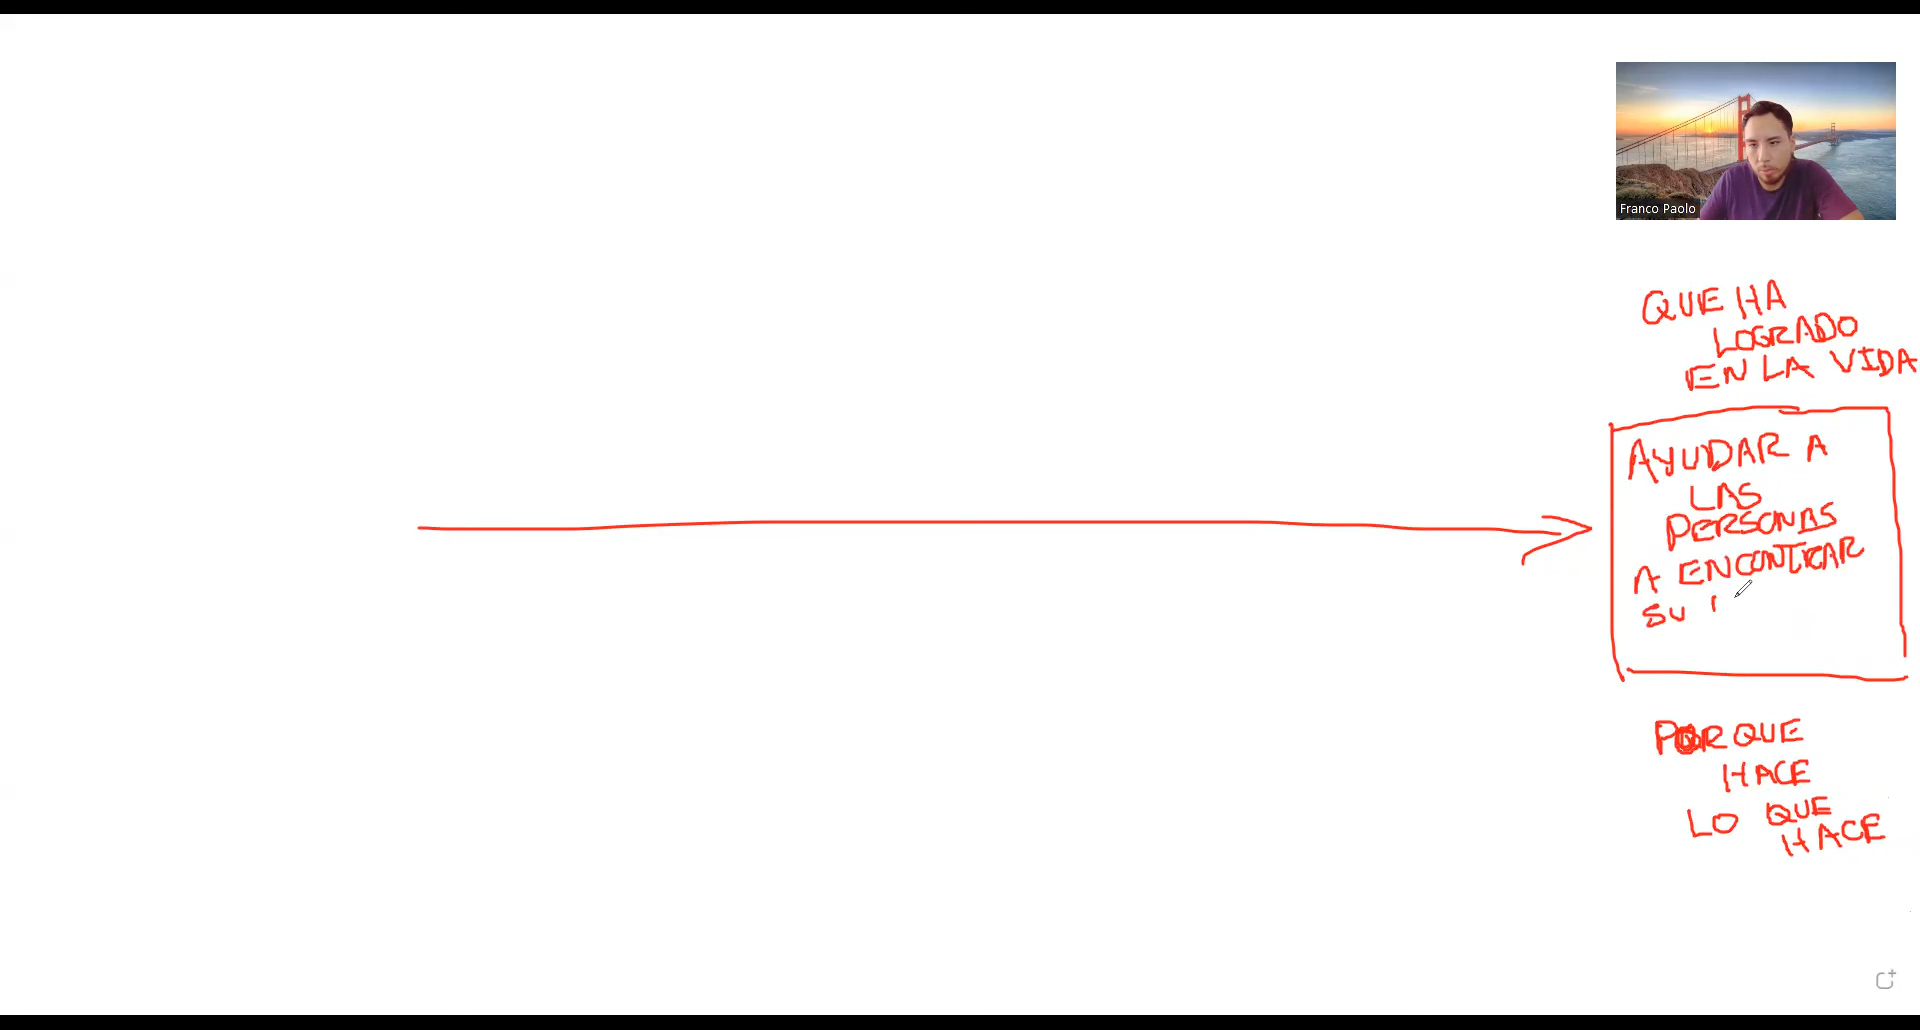 Franco Paolo
QUE HA
LOGRADO
EN LA VIDA
AYUDAR A
LAS
PERSONAS
A ENCONTRAR
SU
PORQUE
HACE
LO QUE
HACE